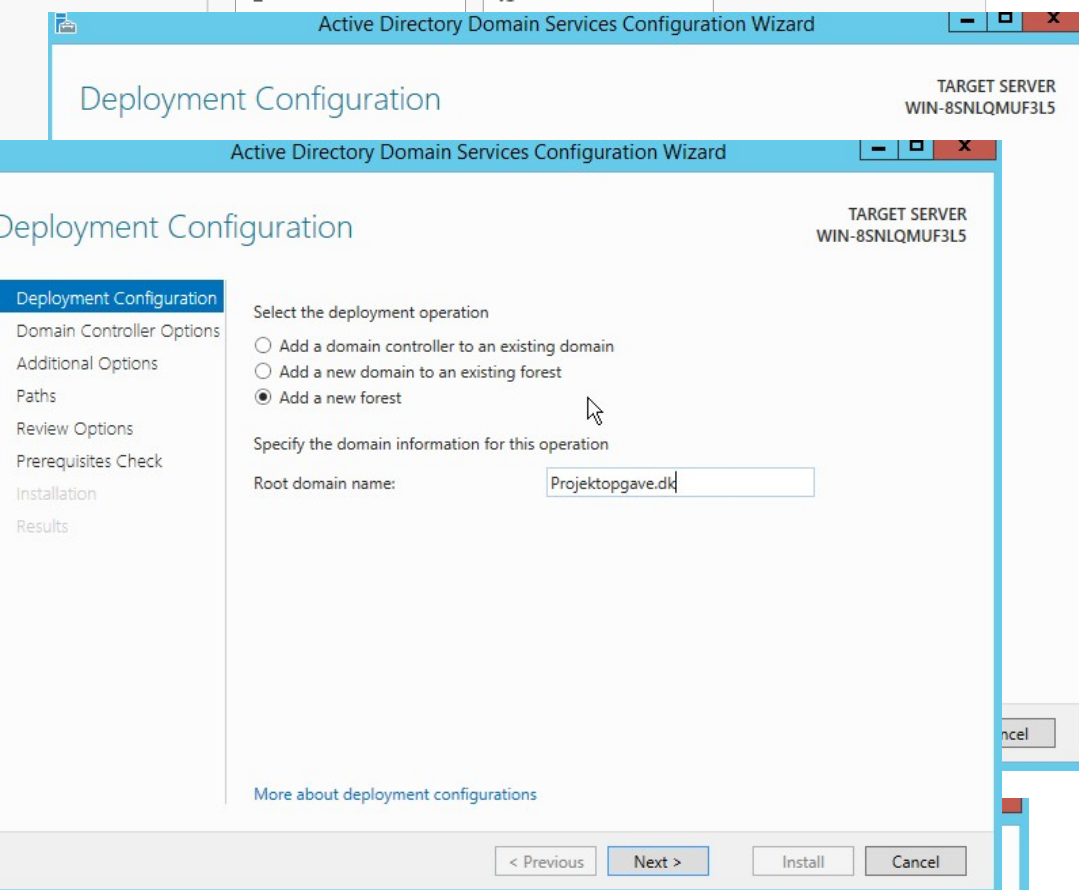 Active Directory Domain Services Configuration Wizard
Deployment Configuration
TARGET SERVER
WIN-8SNLQMUF3L5
Active Directory Domain Services Configuration Wizard
Deployment Configuration
TARGET SERVER
WIN-8SNLQMUF3L5
Deployment Configuration
Domain Controller Options
Additional Options
Paths
Review Options
Prerequisites Check
Installation
Results
Select the deployment operation
Add a domain controller to an existing domain
Add a new domain to an existing forest
Add a new forest
Specify the domain information for this operation
Root domain name: Projektopgave.dk
More about deployment configurations
ncel
< Previous Next > Install Cancel